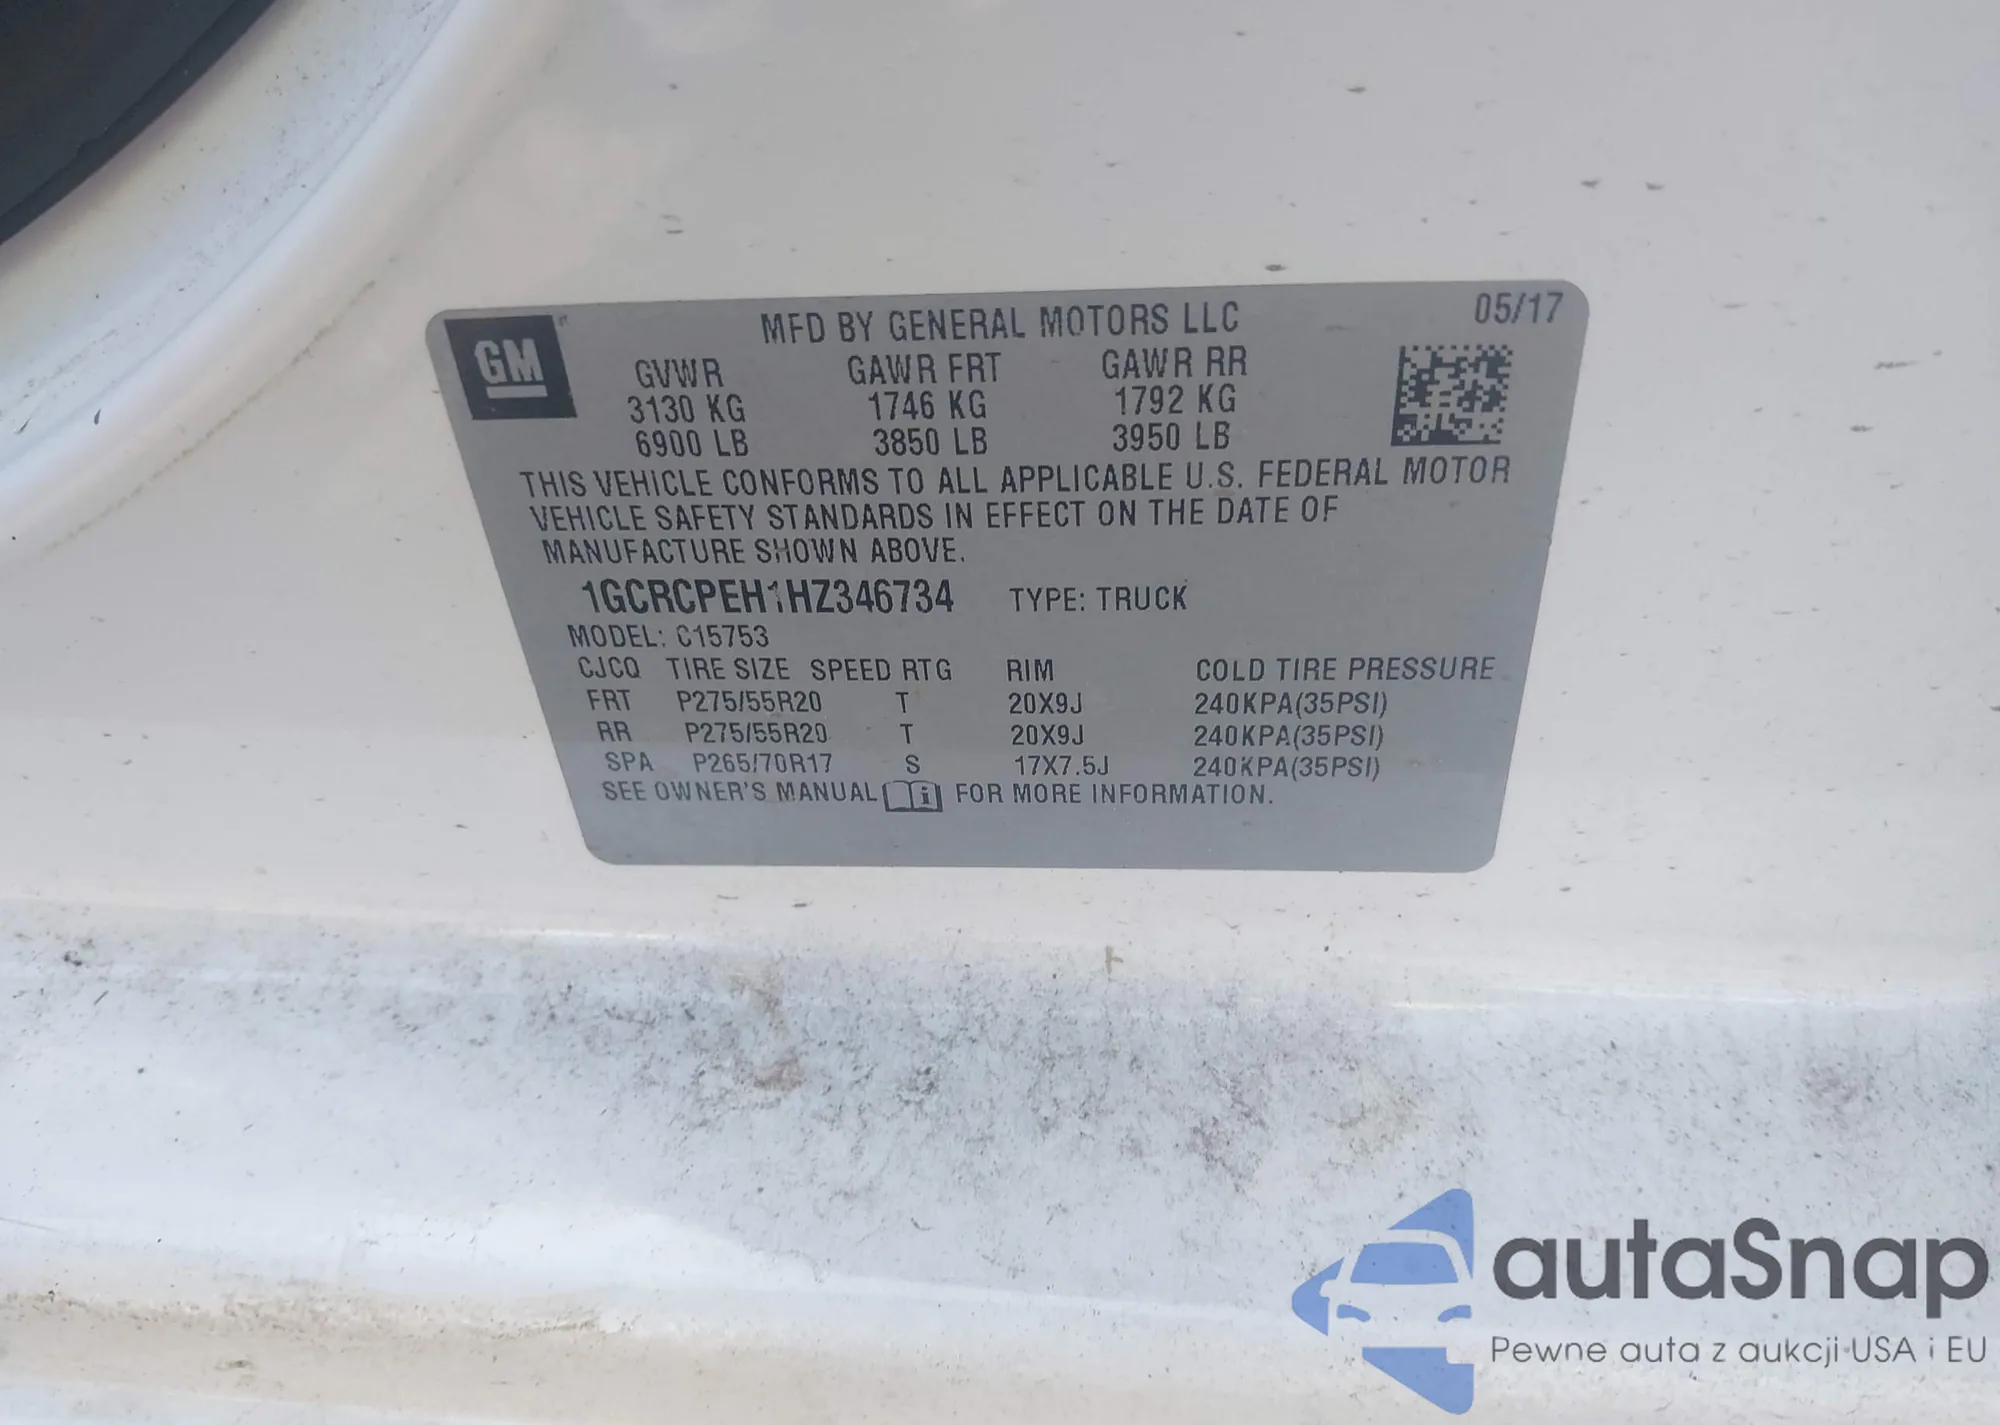 GM
MFD BY GENERAL MOTORS LLC 05/17
GVWR GAWR FRT GAWR RR
3130 KG 1746 KG 1792 KG
6900 LB 3850 LB 3950 LB
THIS VEHICLE CONFORMS TO ALL APPLICABLE U.S. FEDERAL MOTOR
VEHICLE SAFETY STANDARDS IN EFFECT ON THE DATE OF
MANUFACTURE SHOWN ABOVE.
1GCRCPEH1HZ346734 TYPE: TRUCK
MODEL: C15753
CJCQ TIRE SIZE SPEED RTG RIM COLD TIRE PRESSURE
FRT P275/55R20 T 20X9J 240KPA(35PSI)
RR P275/55R20 T 20X9J 240KPA(35PSI)
SPA P265/70R17 S 17X7.5J 240KPA(35PSI)
SEE OWNER'S MANUAL i FOR MORE INFORMATION.
autaSnap
Pewne auta z aukcji USA i EU